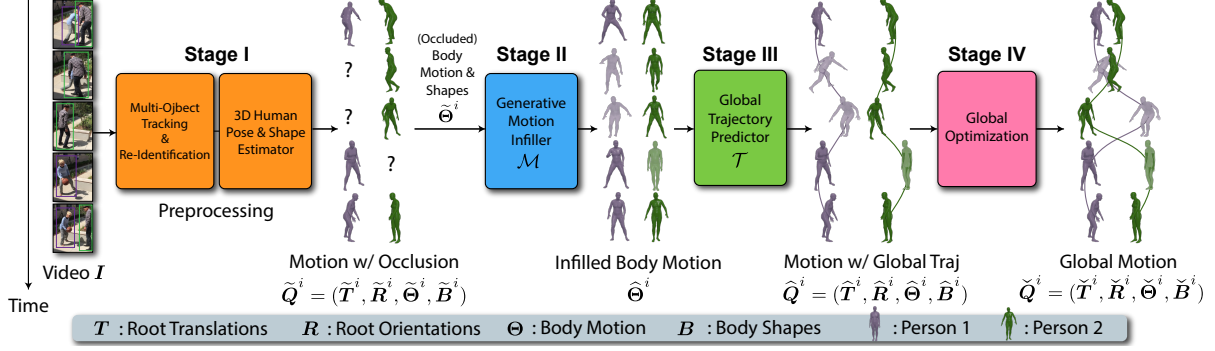 Stage I
Multi-Ojbect
Tracking
&
Re-Identification
3D Human
Pose & Shape
Estimator
Preprocessing
?
?
?
(Occluded)
Body
Motion &
Shapes
Θ̃^i
Stage II
Generative
Motion
Infiller
M
Stage III
Global
Trajectory
Predictor
T
Stage IV
Global
Optimization
Video I
Time
Motion w/ Occlusion
Q̃^i = (T̃^i, R̃^i, Θ̃^i, B̃^i)
Infilled Body Motion
Θ̂^i
Motion w/ Global Traj
Q̂^i = (T̂^i, R̂^i, Θ̂^i, B̂^i)
Global Motion
Q̌^i = (Ť^i, Ř^i, Θ̌^i, B̌^i)
T : Root Translations R : Root Orientations Θ : Body Motion B : Body Shapes : Person 1 : Person 2